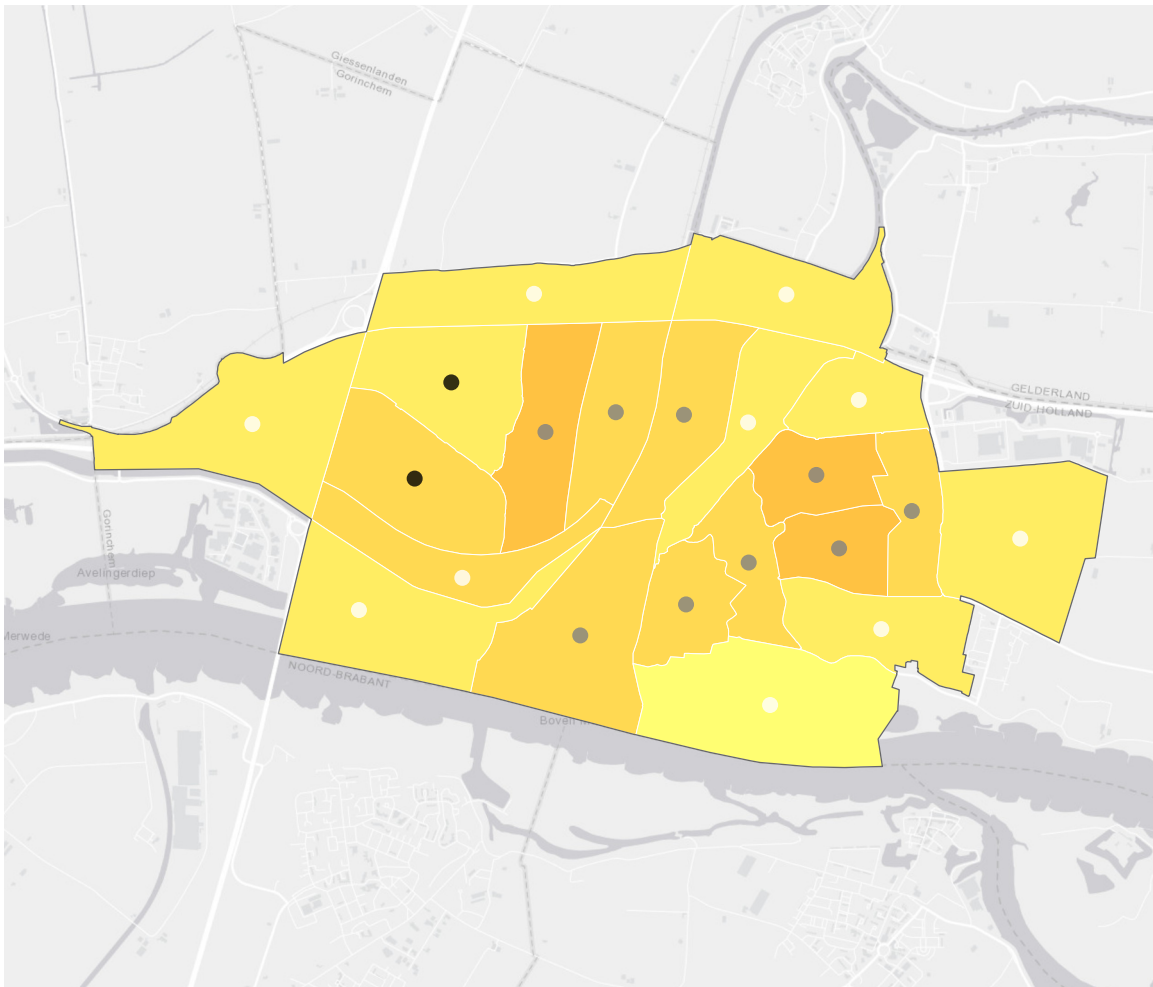 Giessenlanden
Gorinchem
GELDERLAND
ZUID-HOLLAND
Gorinchem
Avelingerdiep
Merwede
NOORD-BRABANT